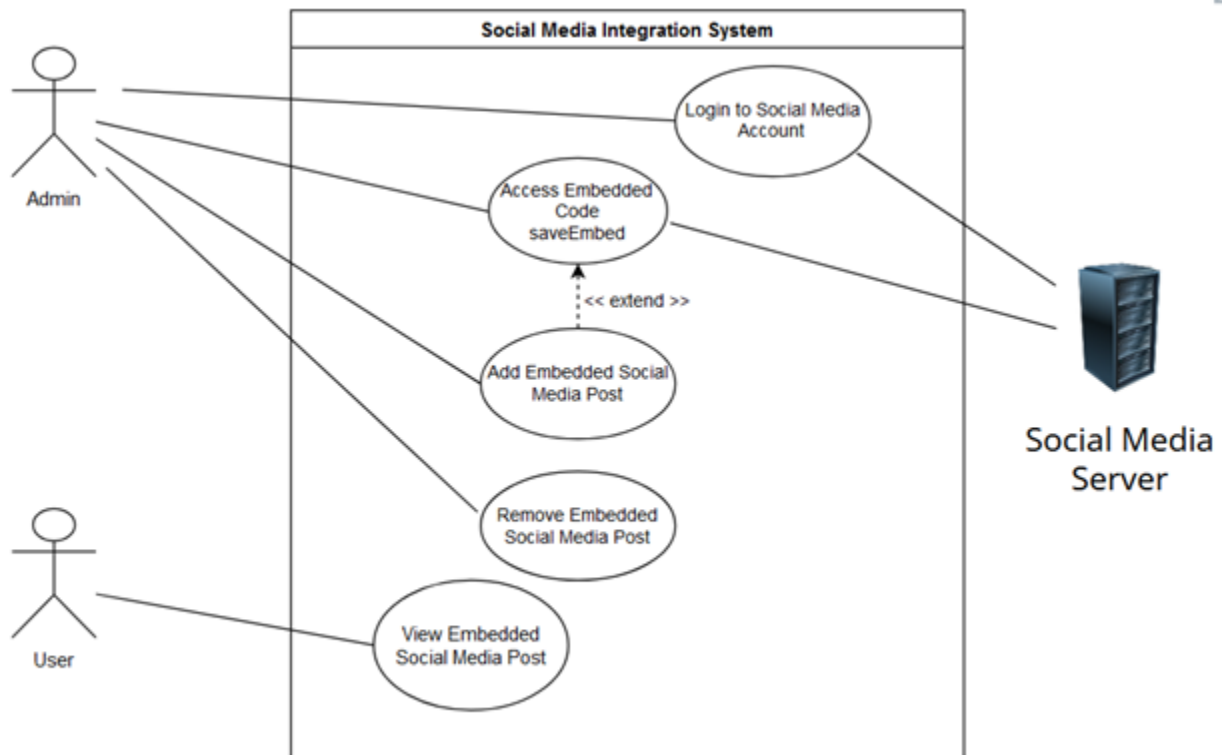 Social Media Integration System
Login to Social Media
Account
Admin
Access Embedded
Code
saveEmbed
<< extend >>
Add Embedded Social
Media Post
Social Media
Server
Remove Embedded
Social Media Post
View Embedded
Social Media Post
User